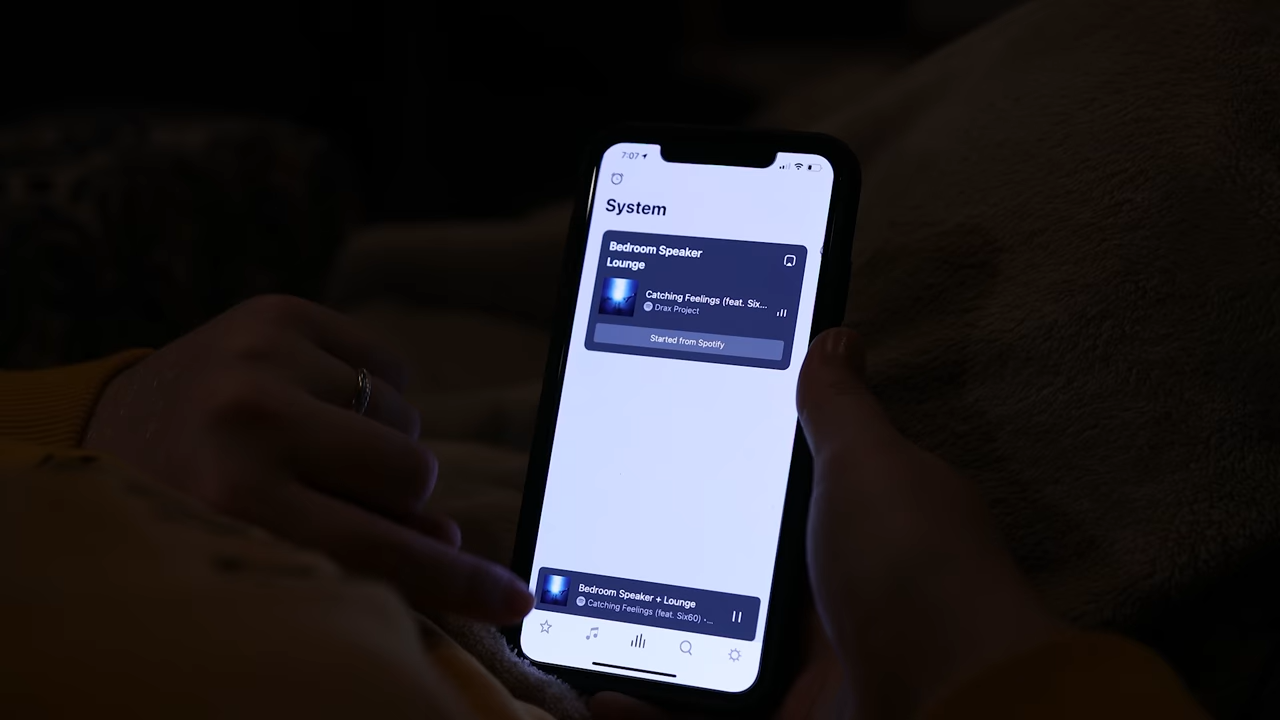 7:07
System
Bedroom Speaker
Lounge
Catching Feelings (feat. Six...
Drax Project
Started from Spotify
Bedroom Speaker + Lounge
Catching Feelings (feat. Six60) •...